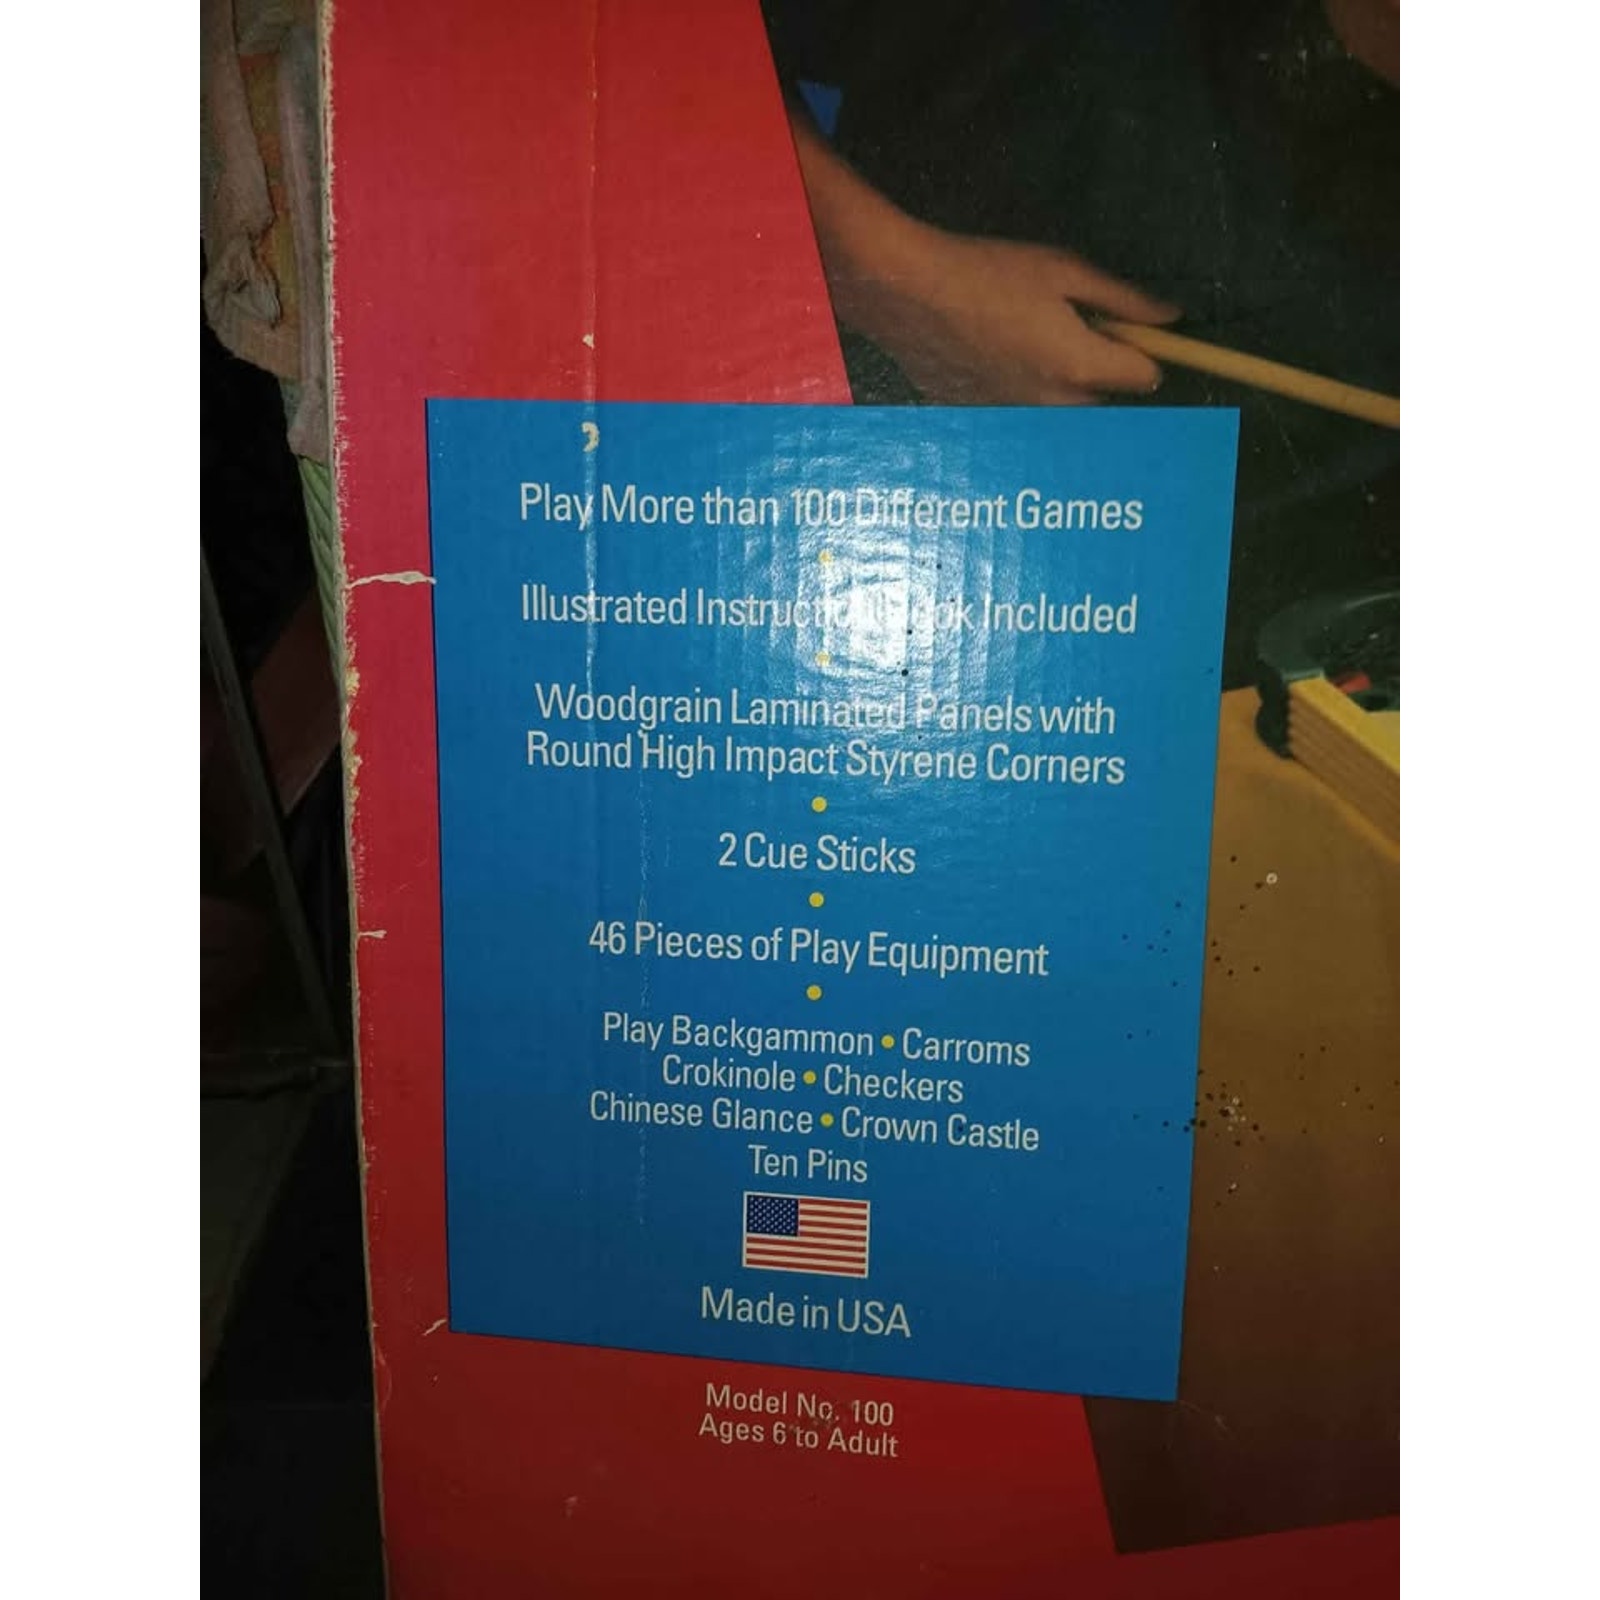 Play More than 100 Different Games
Illustrated Instruction Book Included
Woodgrain Laminated Panels with
Round High Impact Styrene Corners
2 Cue Sticks
46 Pieces of Play Equipment
Play Backgammon • Carroms
Crokinole • Checkers
Chinese Glance • Crown Castle
Ten Pins
Made in USA
Model No. 100
Ages 6 to Adult